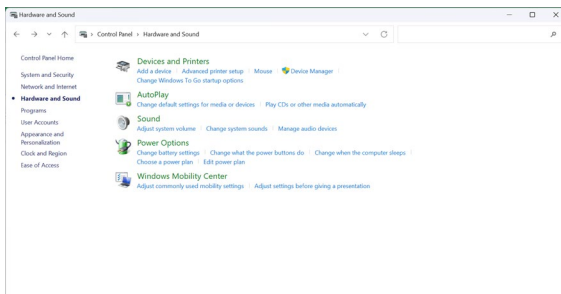 Hardware and Sound
Control Panel › Hardware and Sound
Control Panel Home
System and Security
Network and Internet
Hardware and Sound
Programs
User Accounts
Appearance and
Personalization
Clock and Region
Ease of Access
Devices and Printers
Add a device Advanced printer setup Mouse Device Manager
Change Windows To Go startup options
AutoPlay
Change default settings for media or devices Play CDs or other media automatically
Sound
Adjust system volume Change system sounds Manage audio devices
Power Options
Change battery settings Change what the power buttons do Change when the computer sleeps
Choose a power plan Edit power plan
Windows Mobility Center
Adjust commonly used mobility settings Adjust settings before giving a presentation